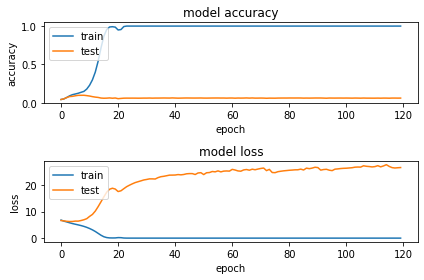 model accuracy
1.0
0.5
0.0
accuracy
train
test
0 20 40 60 80 100 120
epoch
model loss
20
10
0
loss
train
test
0 20 40 60 80 100 120
epoch